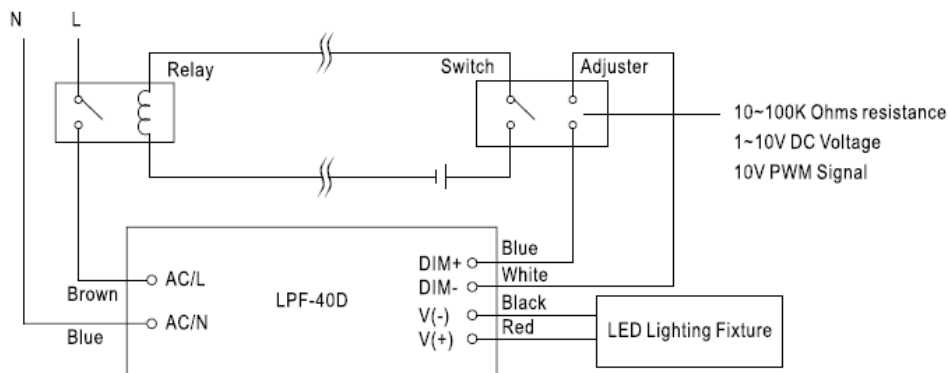 N L
Relay
Switch
Adjuster
10~100K Ohms resistance
1~10V DC Voltage
10V PWM Signal
Blue
DIM+
White
DIM-
AC/L
Brown
LPF-40D
Black
V(-)
AC/N
Red
Blue
V(+)
LED Lighting Fixture